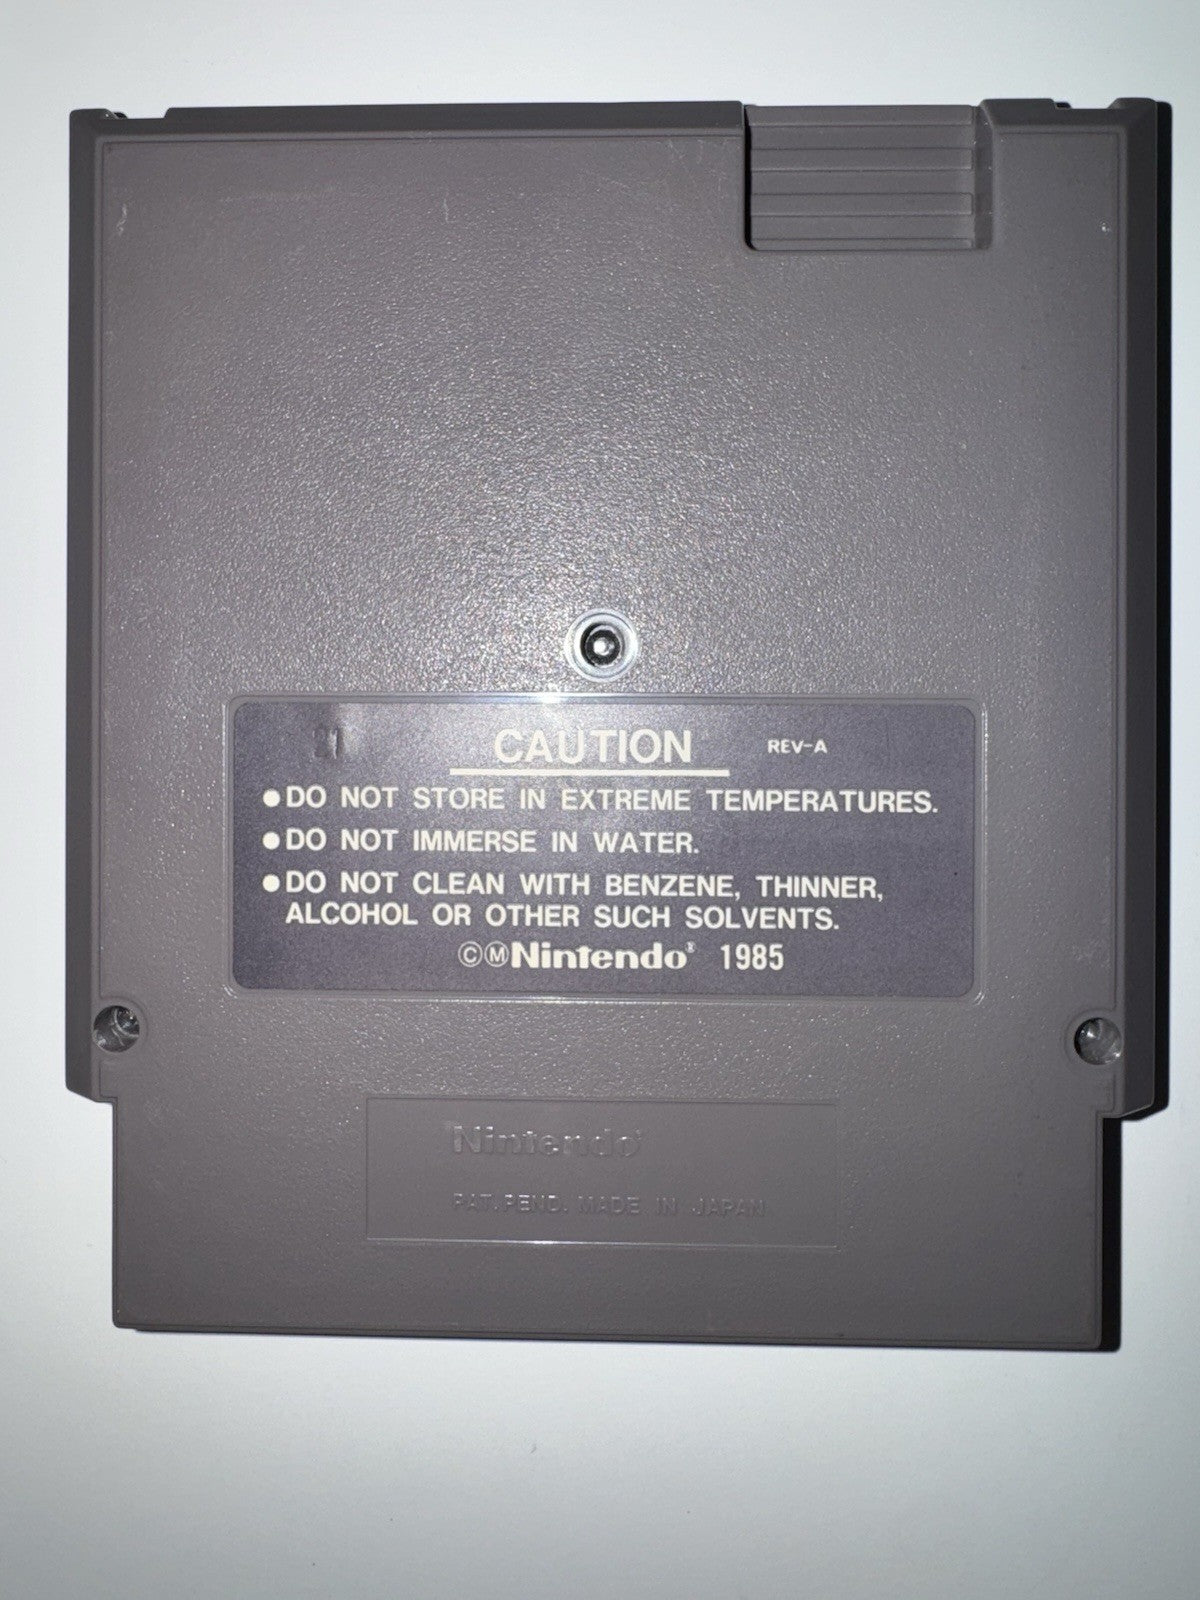 21
CAUTION REV-A
●DO NOT STORE IN EXTREME TEMPERATURES.
●DO NOT IMMERSE IN WATER.
●DO NOT CLEAN WITH BENZENE, THINNER,
ALCOHOL OR OTHER SUCH SOLVENTS.
©ⓂNintendo® 1985
Nintendo®
PAT. PEND. MADE IN JAPAN